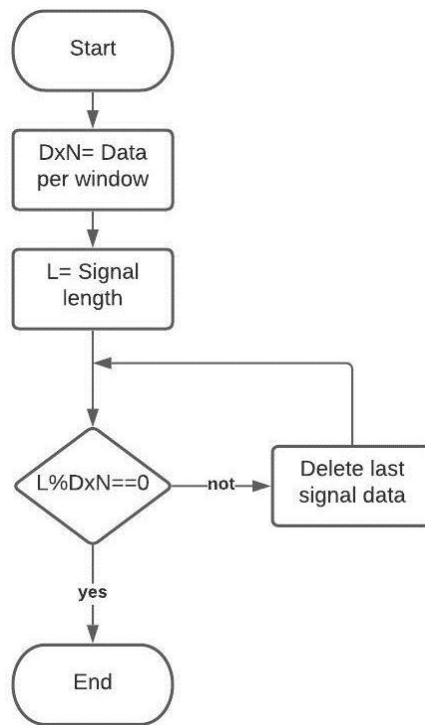 Start
DxN= Data
per window
L= Signal
length
L%DxN==0
not
Delete last
signal data
yes
End